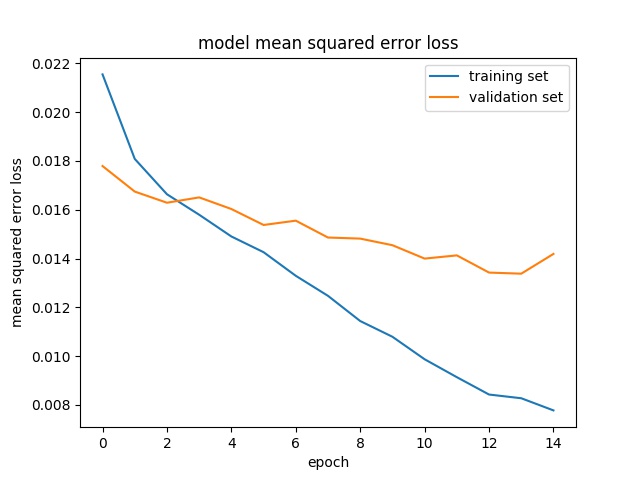 model mean squared error loss
training set
validation set
mean squared error loss
0.022
0.020
0.018
0.016
0.014
0.012
0.010
0.008
0 2 4 6 8 10 12 14
epoch